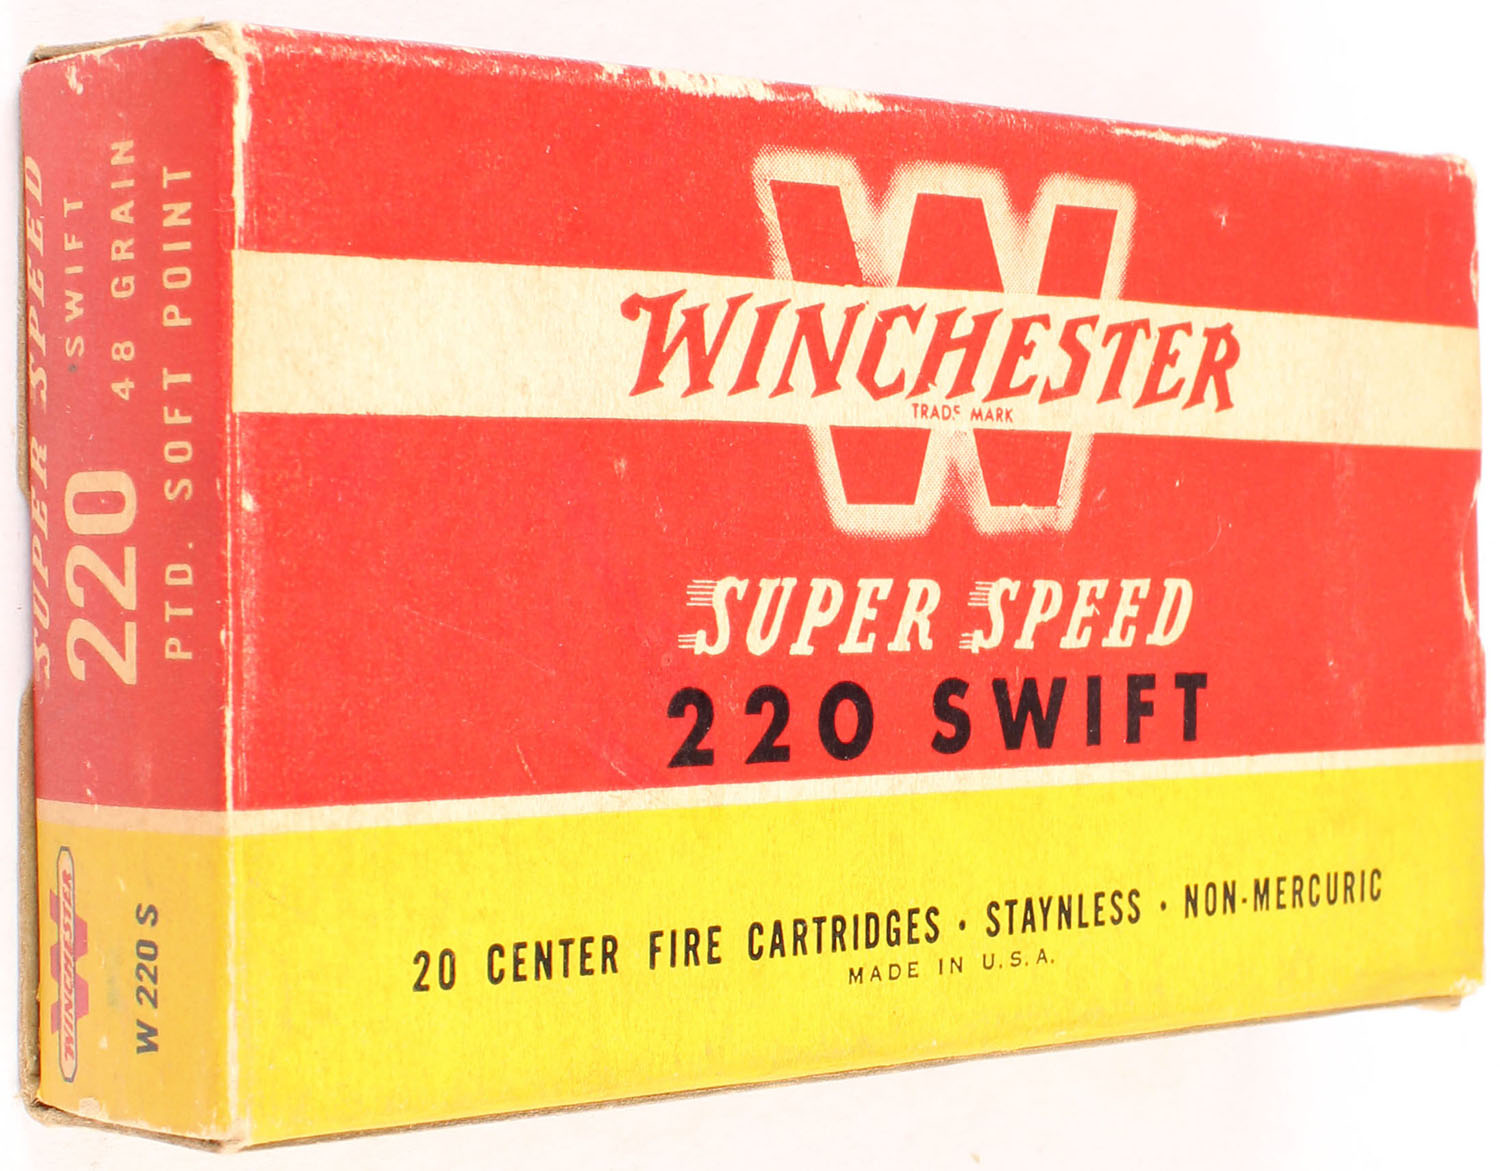 WINCHESTER
TRADE MARK
SUPER SPEED
220 SWIFT
20 CENTER FIRE CARTRIDGES · STAYNLESS · NON-MERCURIC
MADE IN U.S.A.
SUPER SPEED
220 SWIFT
48 GRAIN
PTD. SOFT POINT
WINCHESTER
W 220 S